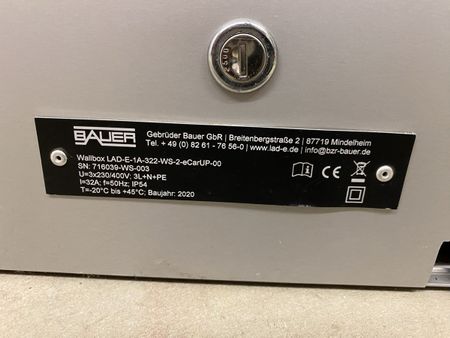 2300
BAUER
Gebrüder Bauer GbR | Breitenbergstraße 2 | 87719 Mindelheim
Tel. + 49 (0) 82 61 - 76 56-0 | www.lad-e.de | info@bzr-bauer.de
Wallbox LAD-E-1A-322-WS-2-eCarUP-00
SN: 716039-WS-003
U=3x230/400V: 3L+N+PE
I=32A; f=50Hz; IP54
T=-20°C bis +45°C; Baujahr: 2020
CE